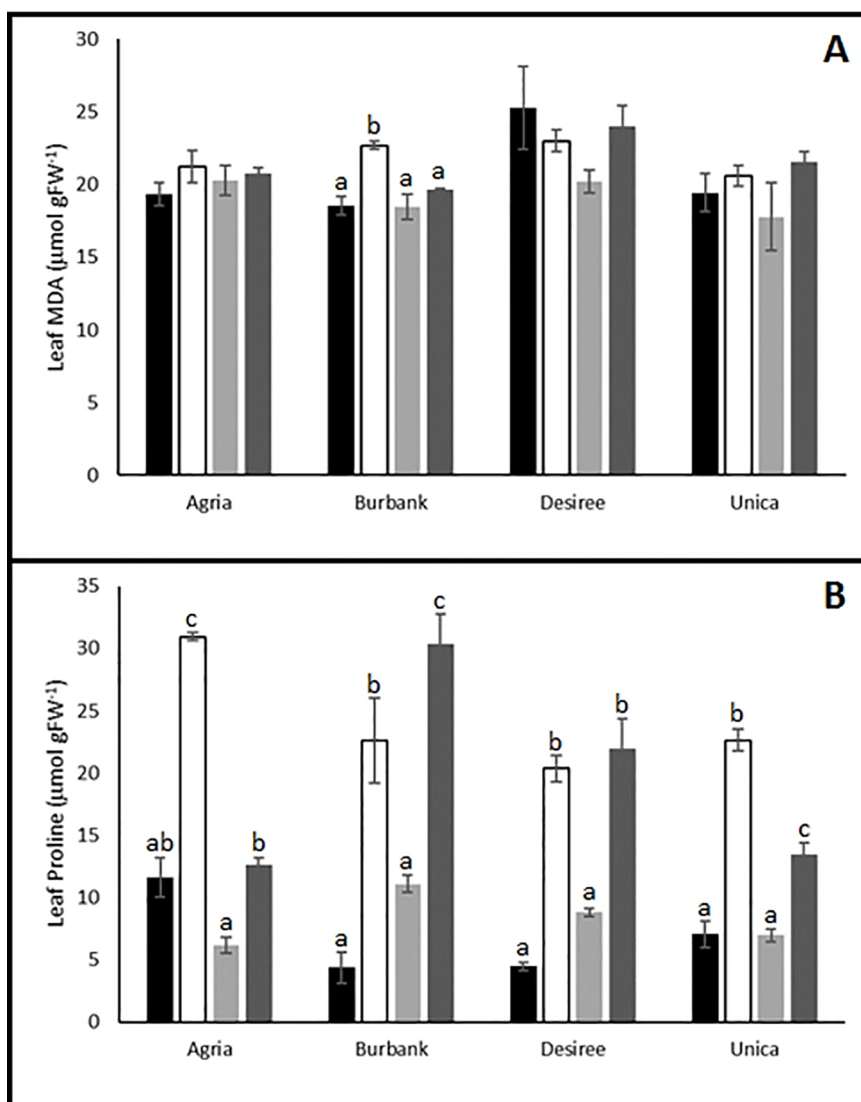 A
Leaf MDA (µmol gFW⁻¹)
30
25
20
15
10
5
0
b
a
a
a
Agria
Burbank
Desiree
Unica
B
Leaf Proline (µmol gFW⁻¹)
35
30
25
20
15
10
5
0
ab
c
a
b
a
b
a
c
a
b
a
b
a
b
a
c
Agria
Burbank
Desiree
Unica